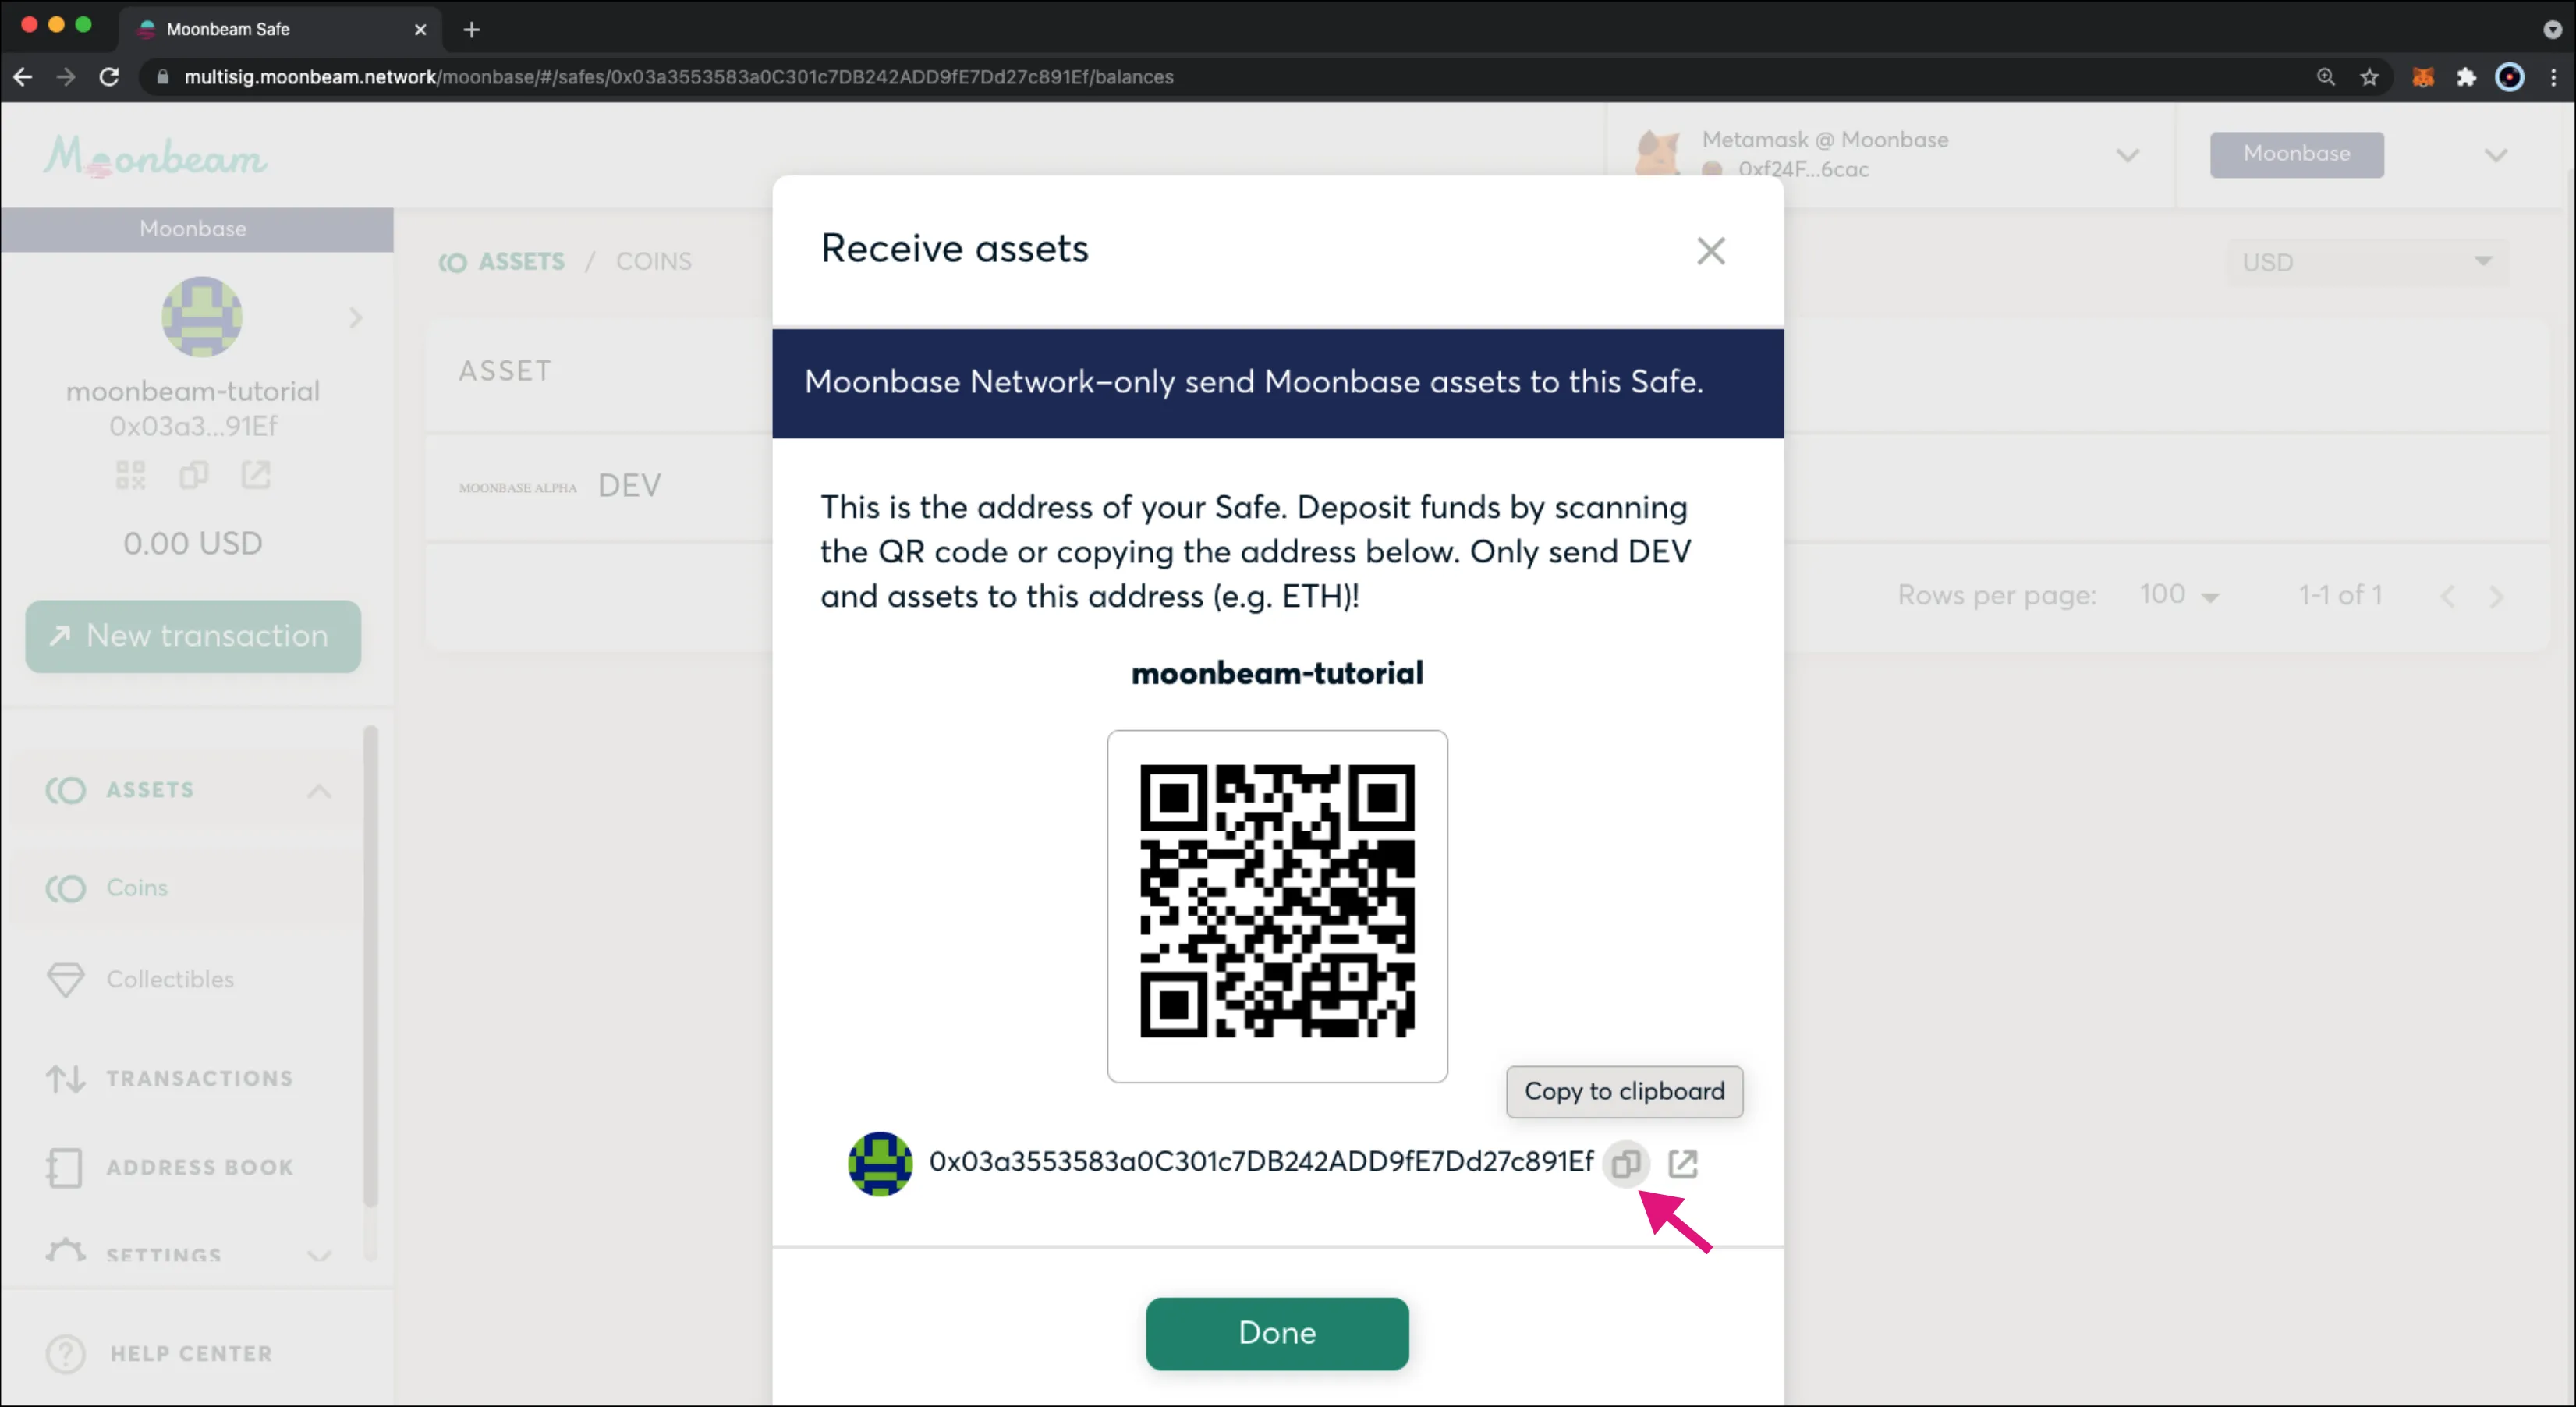 Moonbeam Safe
multisig.moonbeam.network/moonbase/#/safes/0x03a3553583a0C301c7DB242ADD9fE7Dd27c891Ef/balances
Moonbeam
Metamask @ Moonbase
0xf24F...6cac
Moonbase
Moonbase
moonbeam-tutorial
0x03a3...91Ef
0.00 USD
New transaction
ASSETS
Coins
Collectibles
TRANSACTIONS
ADDRESS BOOK
SETTINGS
HELP CENTER
ASSETS / COINS
USD
ASSET
MOONBASE ALPHA DEV
Rows per page: 100 1-1 of 1
Receive assets
Moonbase Network–only send Moonbase assets to this Safe.
This is the address of your Safe. Deposit funds by scanning
the QR code or copying the address below. Only send DEV
and assets to this address (e.g. ETH)!
moonbeam-tutorial
Copy to clipboard
0x03a3553583a0C301c7DB242ADD9fE7Dd27c891Ef
Done